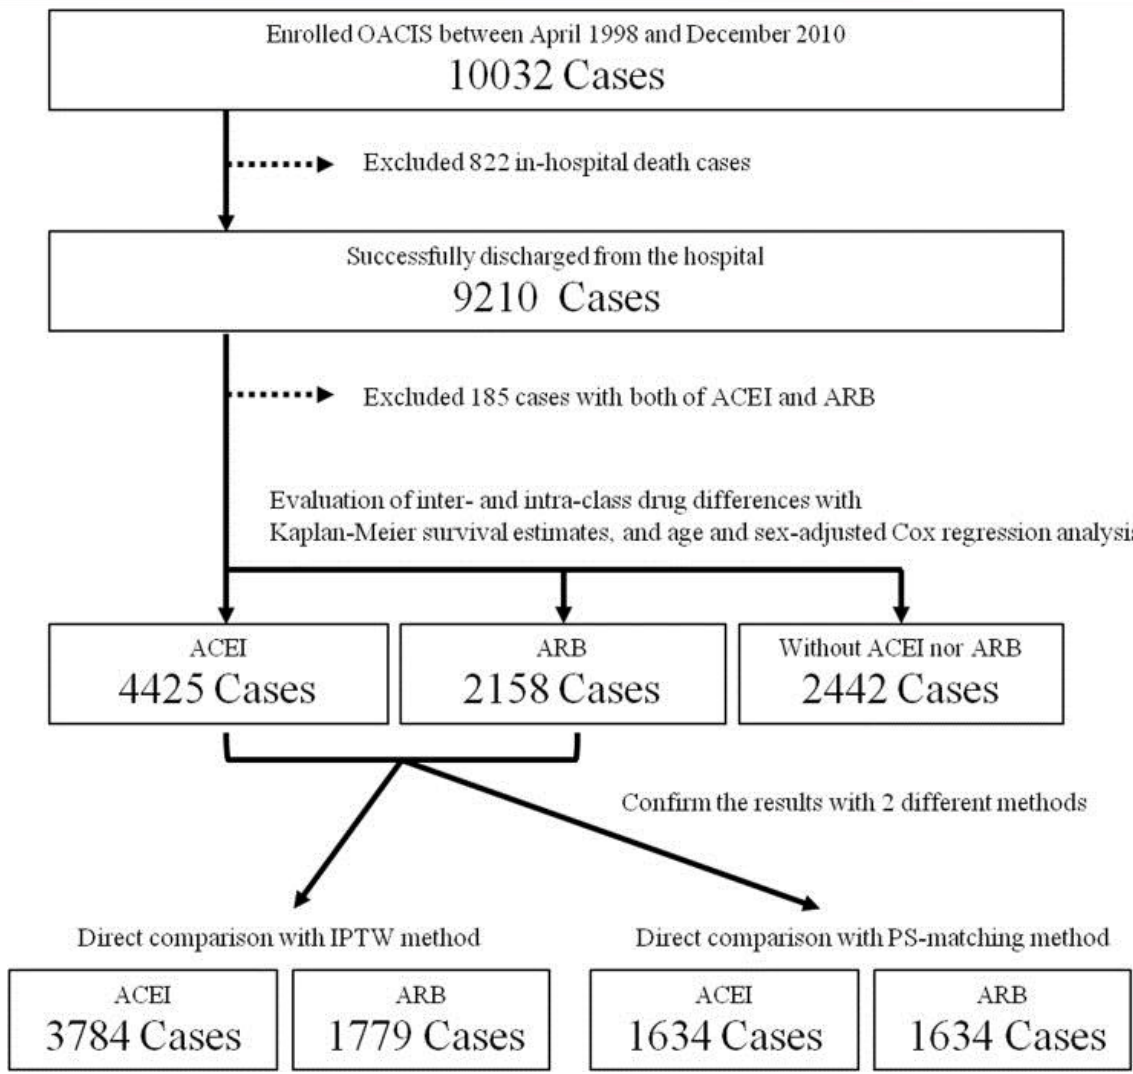 Enrolled OACIS between April 1998 and December 2010
10032 Cases
Excluded 822 in-hospital death cases
Successfully discharged from the hospital
9210 Cases
Excluded 185 cases with both of ACEI and ARB
Evaluation of inter- and intra-class drug differences with
Kaplan-Meier survival estimates, and age and sex-adjusted Cox regression analysis
ACEI
4425 Cases
ARB
2158 Cases
Without ACEI nor ARB
2442 Cases
Confirm the results with 2 different methods
Direct comparison with IPTW method
Direct comparison with PS-matching method
ACEI
3784 Cases
ARB
1779 Cases
ACEI
1634 Cases
ARB
1634 Cases